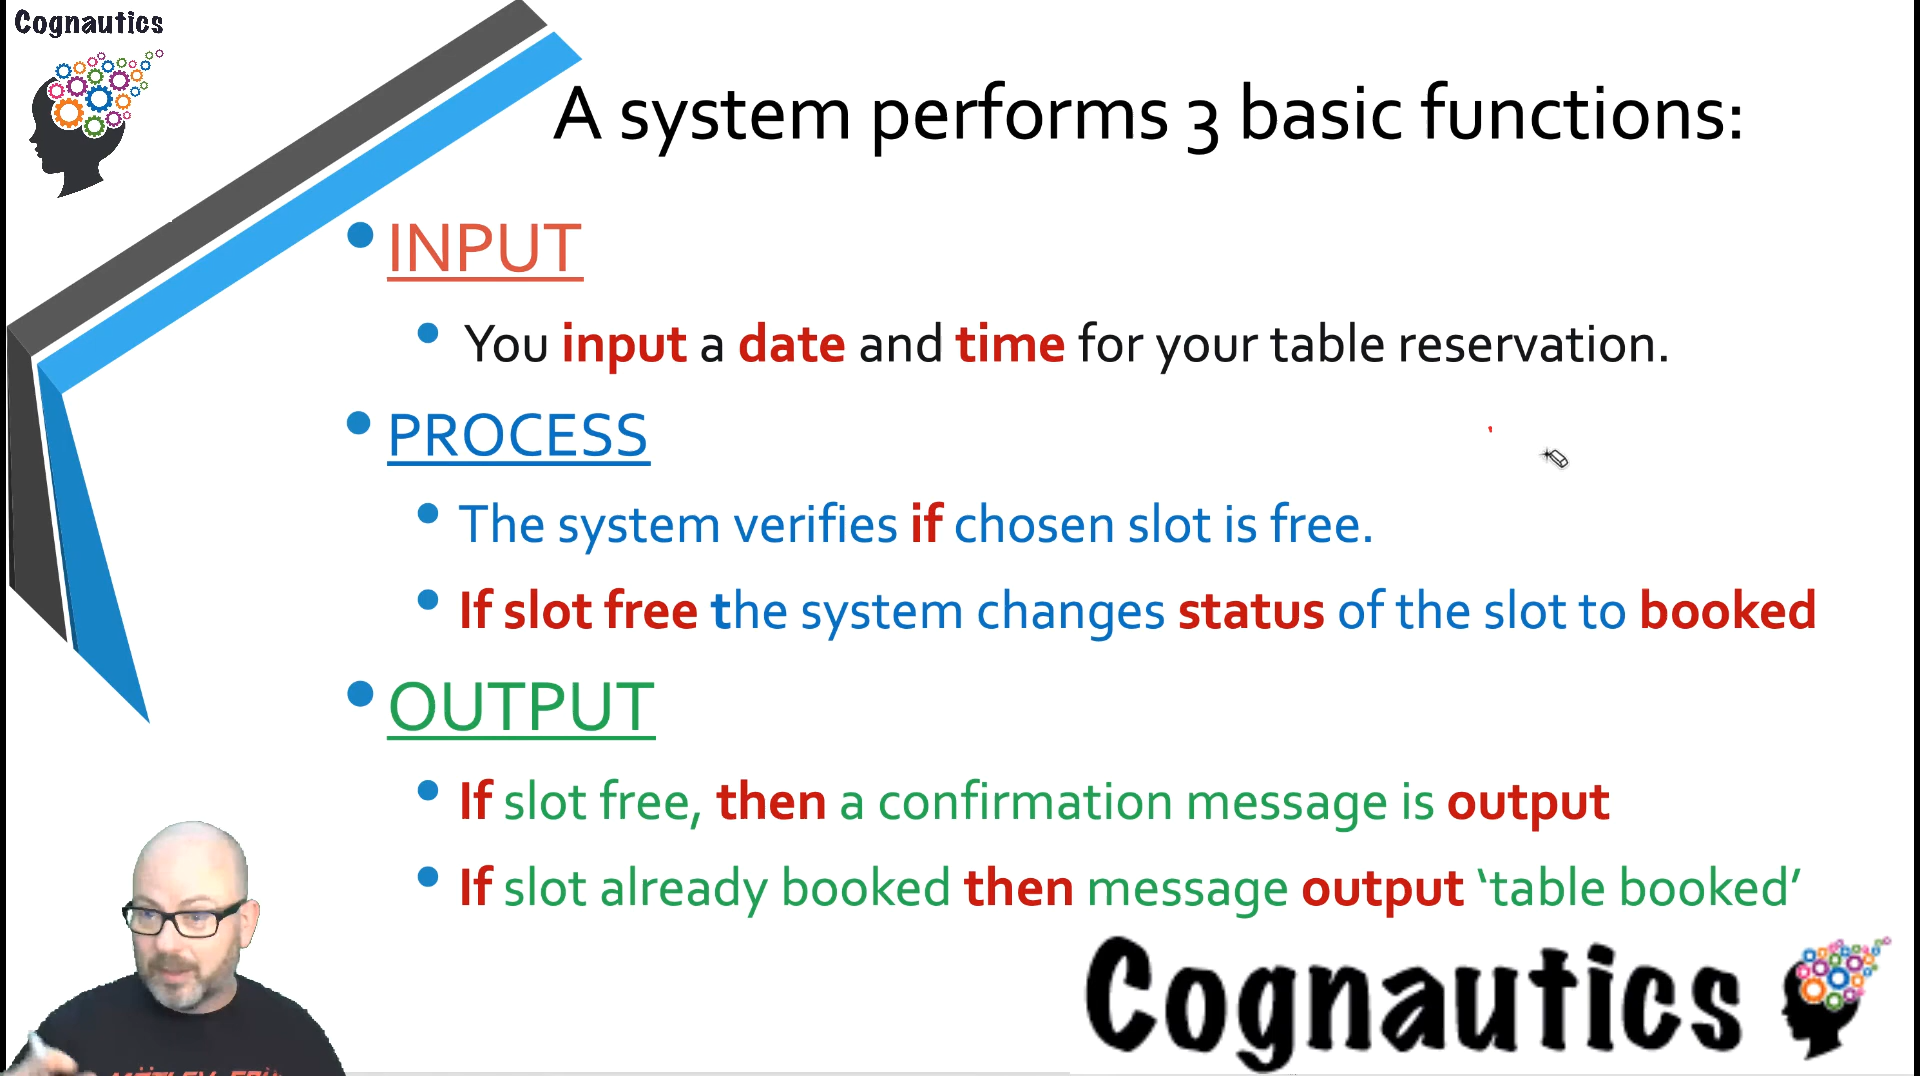 Cognautics
A system performs 3 basic functions:
INPUT
You input a date and time for your table reservation.
PROCESS
The system verifies if chosen slot is free.
If slot free the system changes status of the slot to booked
OUTPUT
If slot free, then a confirmation message is output
If slot already booked then message output ‘table booked’
Cognautics